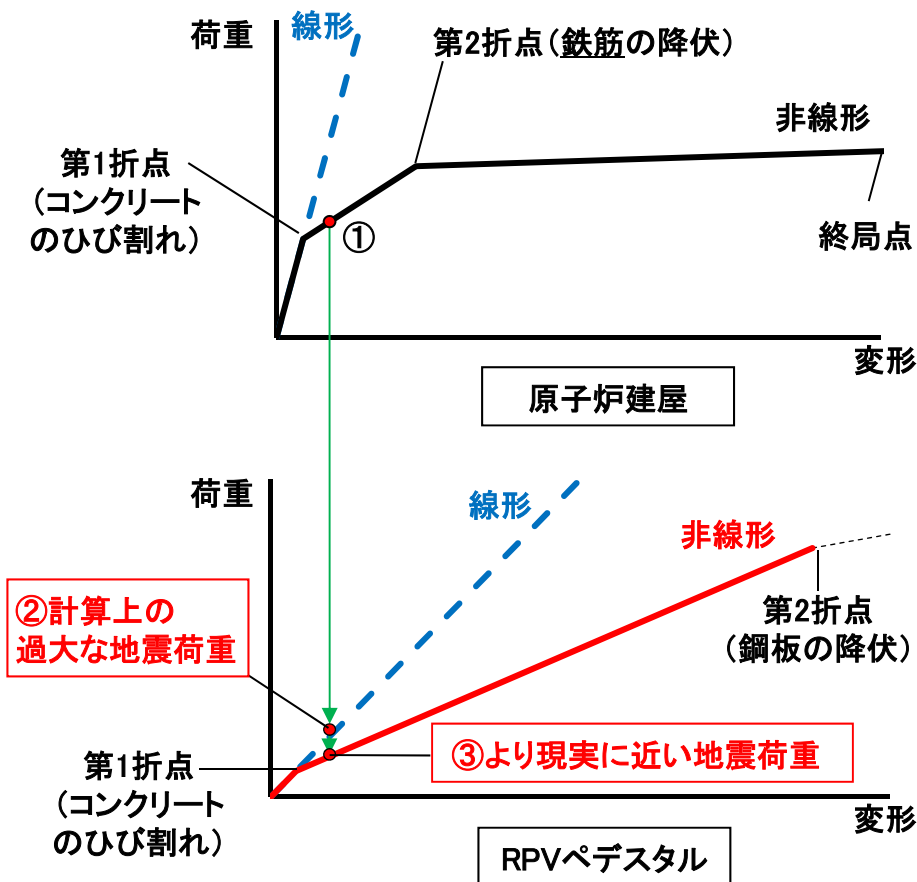 荷重
線形
第2折点(鉄筋の降伏)
非線形
第1折点
(コンクリート
のひび割れ)
①
終局点
変形
原子炉建屋
荷重
線形
非線形
②計算上の
過大な地震荷重
第2折点
(鋼板の降伏)
第1折点
(コンクリート
のひび割れ)
③より現実に近い地震荷重
変形
RPVペデスタル